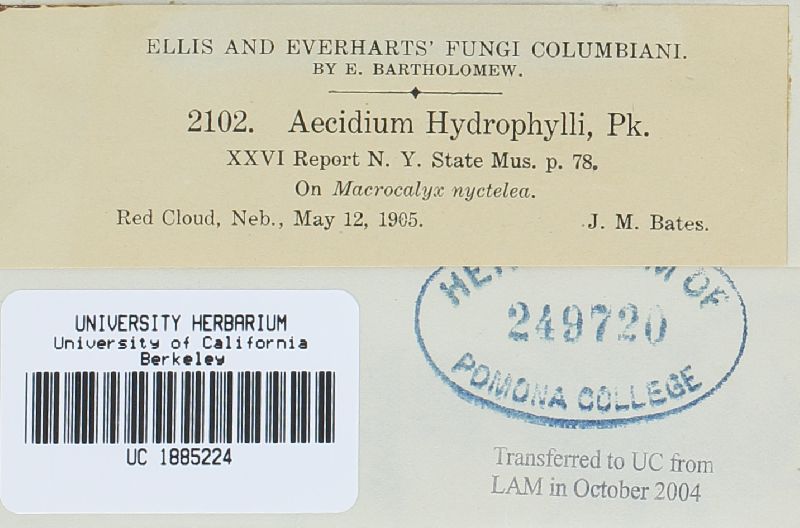 ELLIS AND EVERHARTS' FUNGI COLUMBIANI.
BY E. BARTHOLOMEW.
2102. Aecidium Hydrophylli, Pk.
XXVI Report N. Y. State Mus. p. 78.
On Macrocalyx nyctelea.
Red Cloud, Neb., May 12, 1905. J. M. Bates.
OF
249720
POMONA COLLEGE
UNIVERSITY HERBARIUM
University of California
Berkeley
UC 1885224
Transferred to UC from
LAM in October 2004